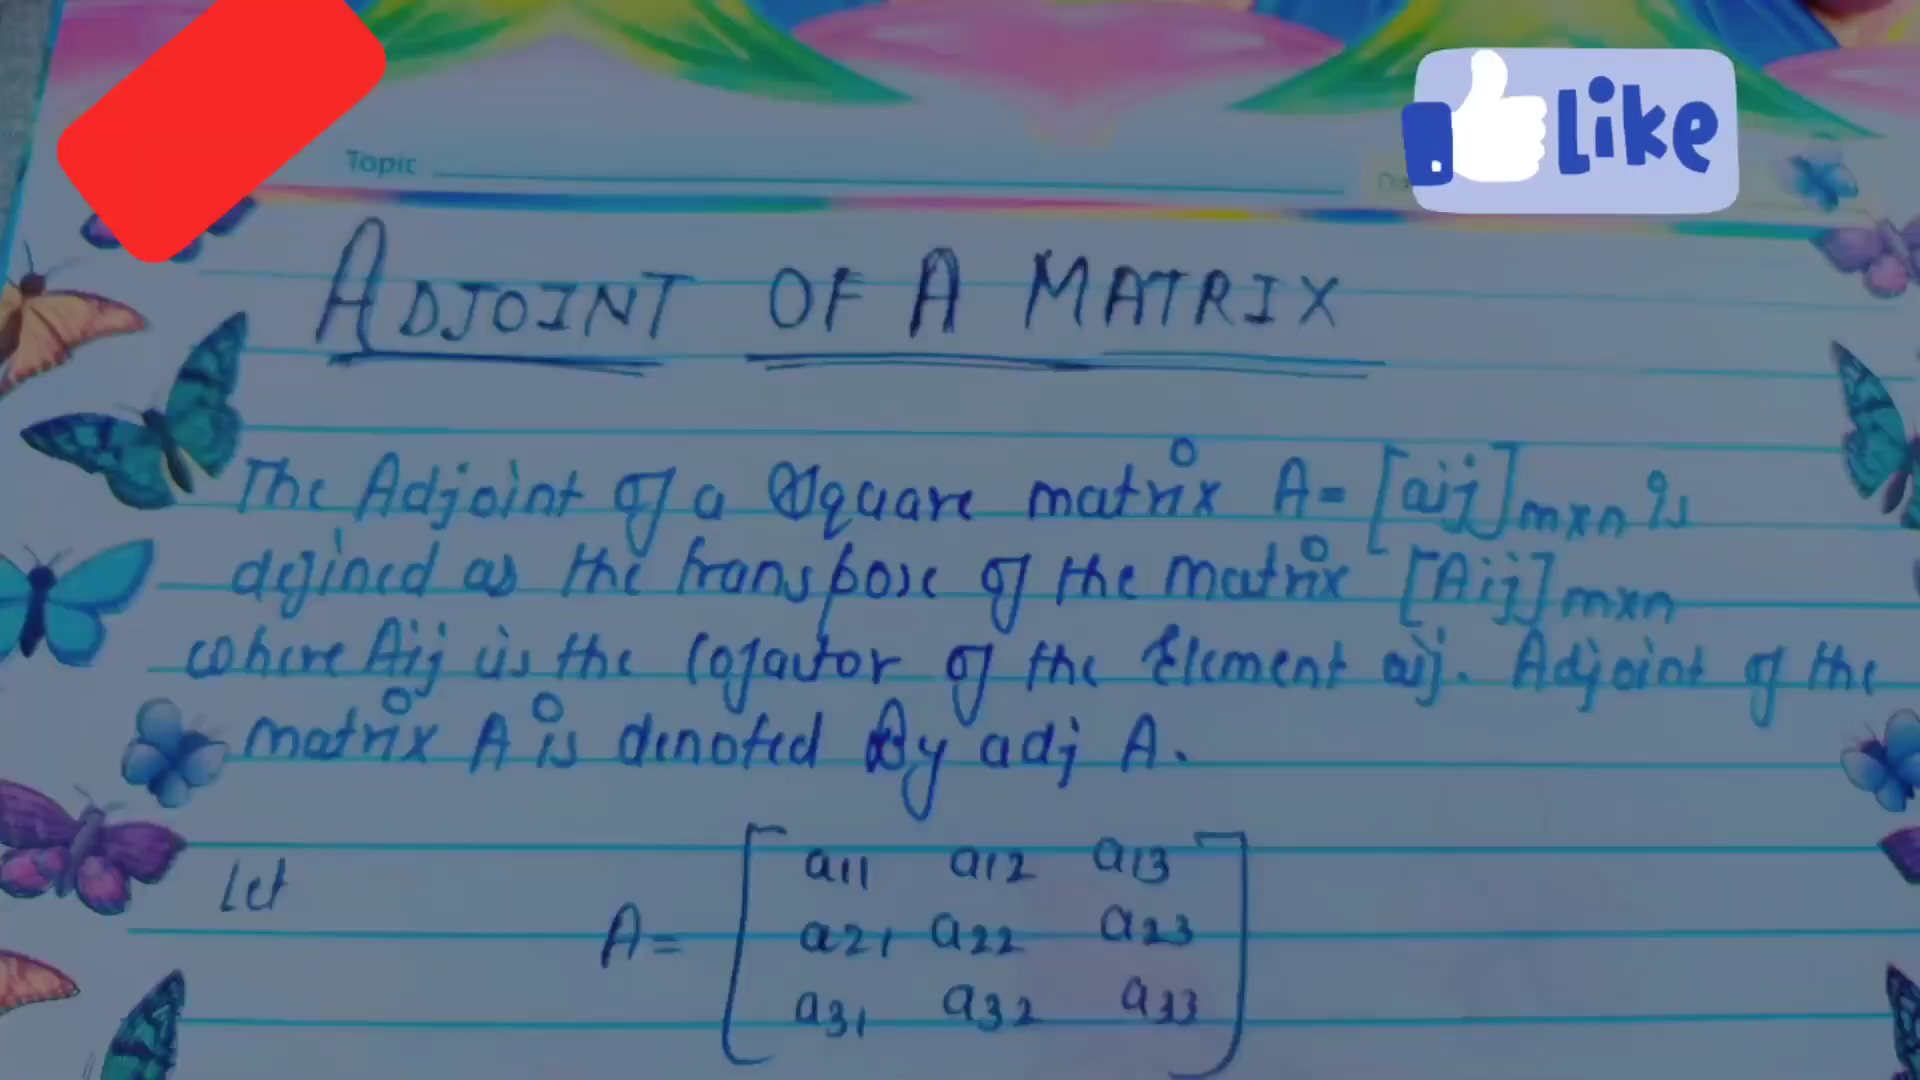 Like
Topic
ADJOINT OF A MATRIX
The Adjoint of a Square matrix A = [aij]m×n is
defined as the transpose of the matrix [Aij]m×n
where Aij is the Cofactor of the Element aij. Adjoint of the
matrix A is denoted By adj A.
Let
A = [ a11 a12 a13
a21 a22 a23
a31 a32 a33 ]